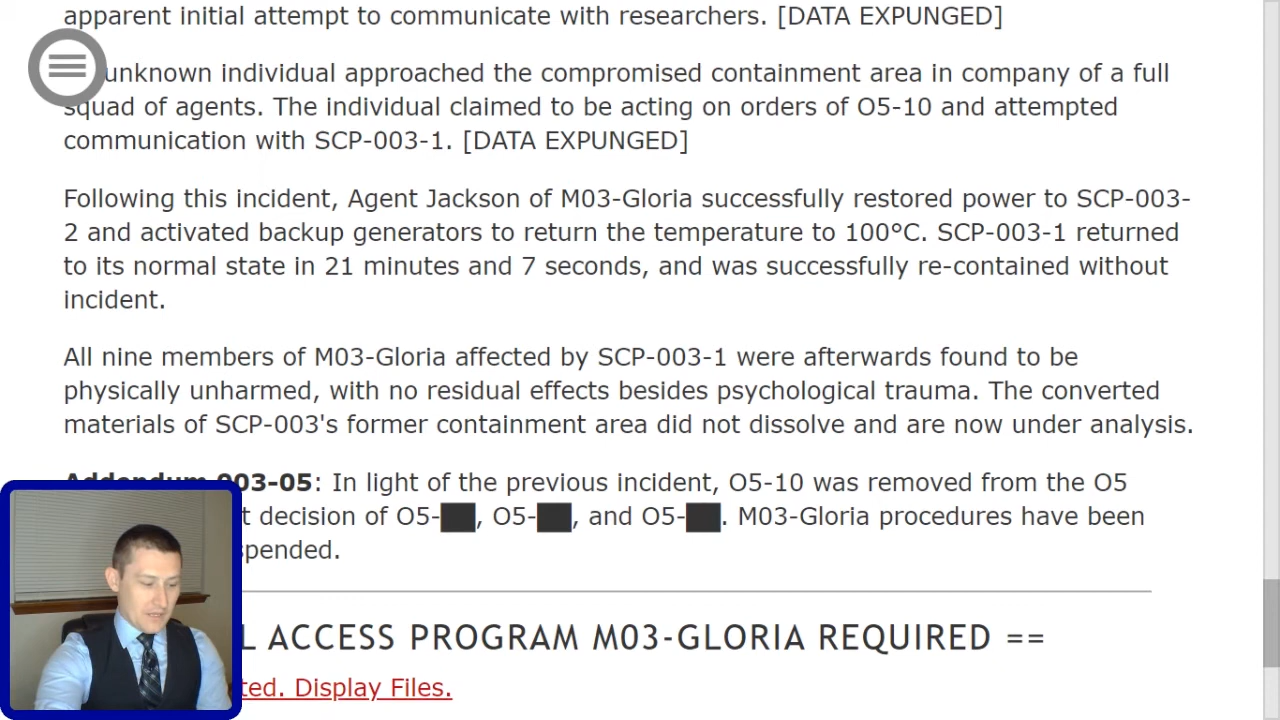 apparent initial attempt to communicate with researchers. [DATA EXPUNGED]
unknown individual approached the compromised containment area in company of a full
squad of agents. The individual claimed to be acting on orders of O5-10 and attempted
communication with SCP-003-1. [DATA EXPUNGED]
Following this incident, Agent Jackson of M03-Gloria successfully restored power to SCP-003-
2 and activated backup generators to return the temperature to 100°C. SCP-003-1 returned
to its normal state in 21 minutes and 7 seconds, and was successfully re-contained without
incident.
All nine members of M03-Gloria affected by SCP-003-1 were afterwards found to be
physically unharmed, with no residual effects besides psychological trauma. The converted
materials of SCP-003's former containment area did not dissolve and are now under analysis.
Addendum 003-05: In light of the previous incident, O5-10 was removed from the O5
t decision of O5-██, O5-██, and O5-██. M03-Gloria procedures have been
spended.
L ACCESS PROGRAM M03-GLORIA REQUIRED ==
ted. Display Files.